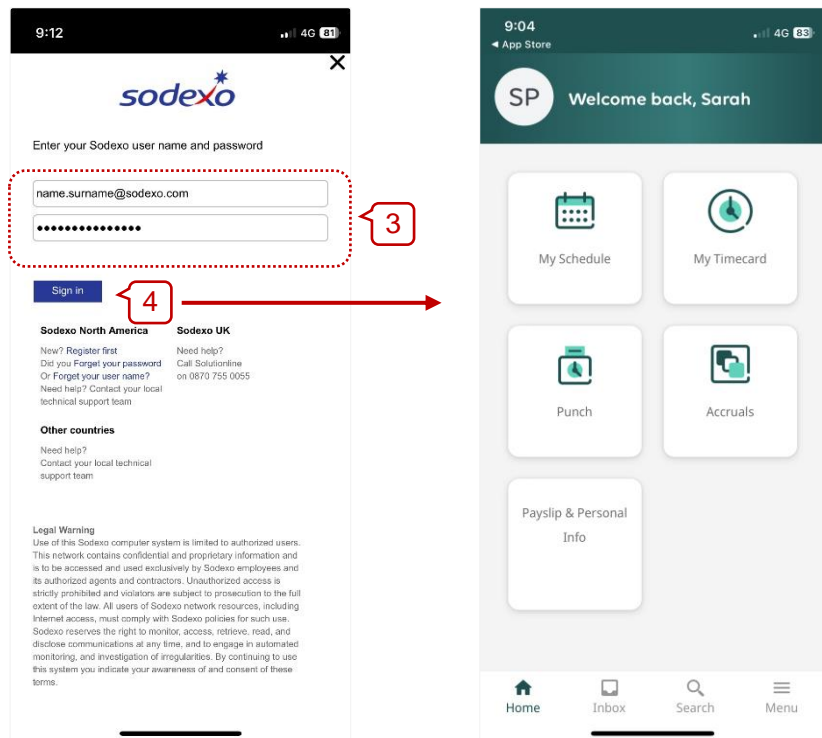 9:12
4G 81
sodexo
Enter your Sodexo user name and password
name.surname@sodexo.com
•••••••••••••••
3
Sign in
4
Sodexo North America
New? Register first
Did you Forget your password
Or Forget your user name?
Need help? Contact your local
technical support team
Sodexo UK
Need help?
Call Solutionline
on 0870 755 0055
Other countries
Need help?
Contact your local technical
support team
Legal Warning
Use of this Sodexo computer system is limited to authorized users.
This network contains confidential and proprietary information and
is to be accessed and used exclusively by Sodexo employees and
its authorized agents and contractors. Unauthorized access is
strictly prohibited and violators are subject to prosecution to the full
extent of the law. All users of Sodexo network resources, including
Internet access, must comply with Sodexo policies for such use.
Sodexo reserves the right to monitor, access, retrieve, read, and
disclose communications at any time, and to engage in automated
monitoring, and investigation of irregularities. By continuing to use
this system you indicate your awareness of and consent of these
terms.
9:04
4G 83
◄ App Store
SP
Welcome back, Sarah
My Schedule
My Timecard
Punch
Accruals
Payslip & Personal
Info
Home
Inbox
Search
Menu